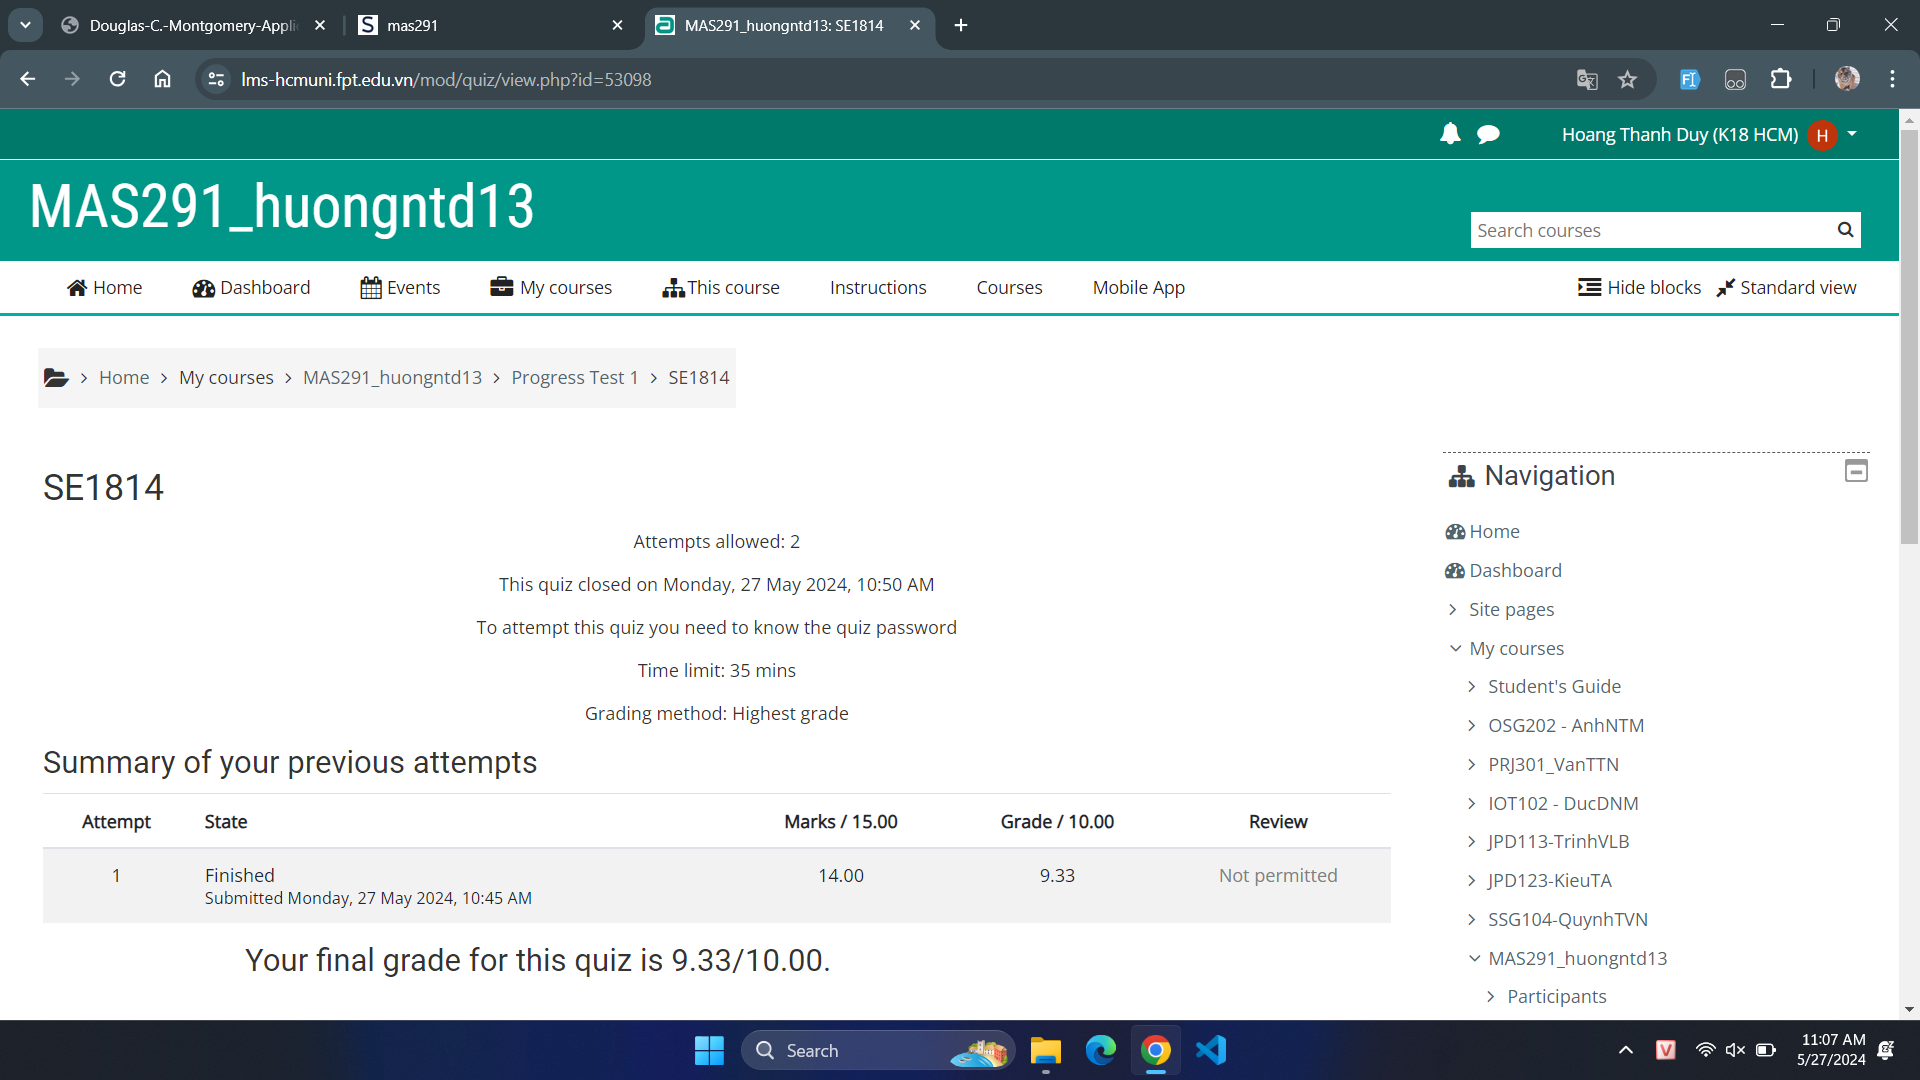 Douglas-C.-Montgomery-Appli
mas291
MAS291_huongntd13: SE1814
lms-hcmuni.fpt.edu.vn/mod/quiz/view.php?id=53098
Hoang Thanh Duy (K18 HCM) H
MAS291_huongntd13
Search courses
Home Dashboard Events My courses This course Instructions Courses Mobile App Hide blocks Standard view
Home My courses MAS291_huongntd13 Progress Test 1 SE1814
SE1814
Attempts allowed: 2
This quiz closed on Monday, 27 May 2024, 10:50 AM
To attempt this quiz you need to know the quiz password
Time limit: 35 mins
Grading method: Highest grade
Summary of your previous attempts
Attempt State Marks / 15.00 Grade / 10.00 Review
1 Finished 14.00 9.33 Not permitted
Submitted Monday, 27 May 2024, 10:45 AM
Your final grade for this quiz is 9.33/10.00.
Navigation
Home
Dashboard
Site pages
My courses
Student's Guide
OSG202 - AnhNTM
PRJ301_VanTTN
IOT102 - DucDNM
JPD113-TrinhVLB
JPD123-KieuTA
SSG104-QuynhTVN
MAS291_huongntd13
Participants
Search
V
11:07 AM
5/27/2024